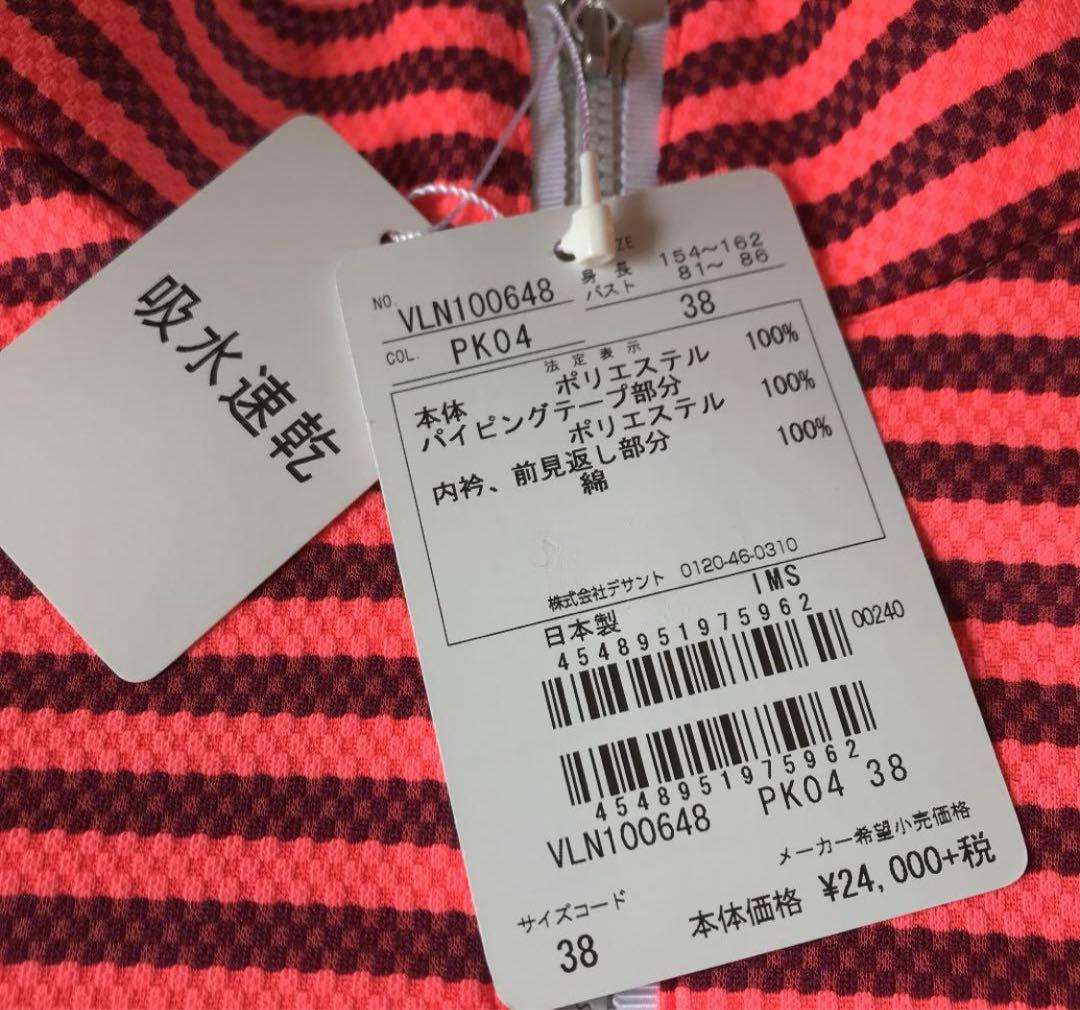 吸水速乾
NO. VLN100648
COL. PK04
ZE
身長 154～162
バスト 81～ 86
38
法定表示
本体 ポリエステル 100%
パイピングテープ部分
ポリエステル 100%
内衿、前見返し部分
綿 100%
株式会社デサント 0120-46-0310
日本製 IMS
4548951975962
00240
4548951975962
VLN100648 PK04 38
メーカー希望小売価格
本体価格 ¥24,000+税
サイズコード
38